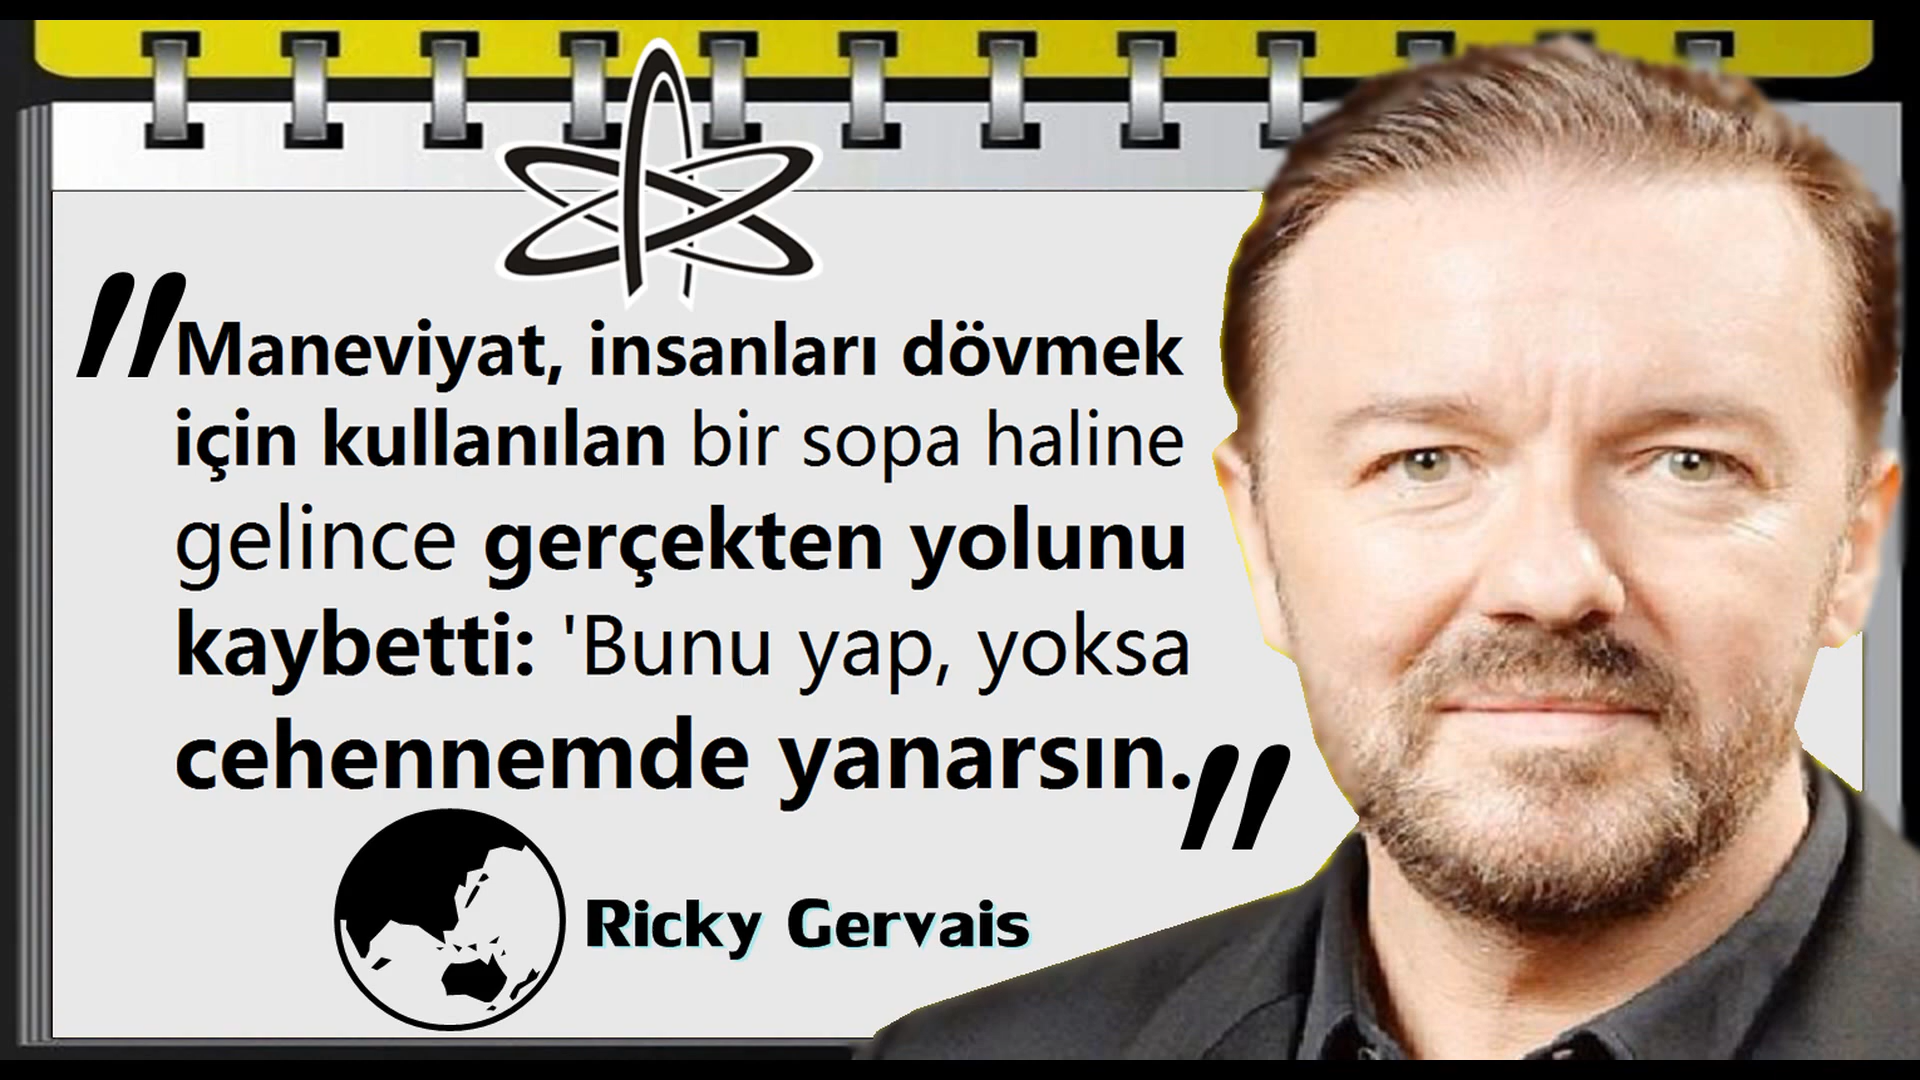 "Maneviyat, insanları dövmek
için kullanılan bir sopa haline
gelince gerçekten yolunu
kaybetti: 'Bunu yap, yoksa
cehennemde yanarsın."
Ricky Gervais